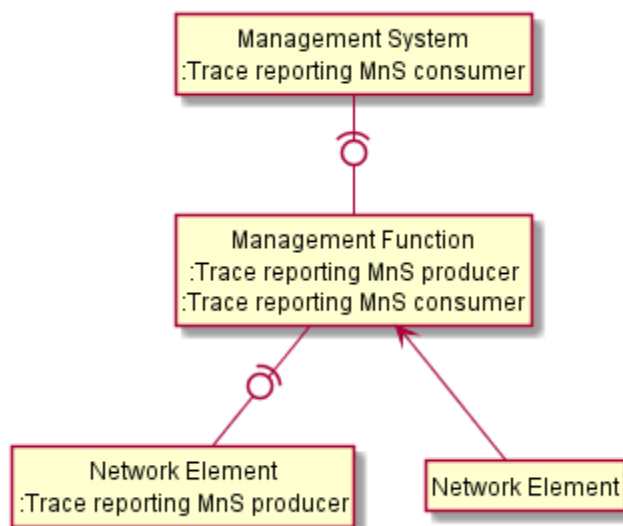 Management System
:Trace reporting MnS consumer
Management Function
:Trace reporting MnS producer
:Trace reporting MnS consumer
Network Element
:Trace reporting MnS producer
Network Element